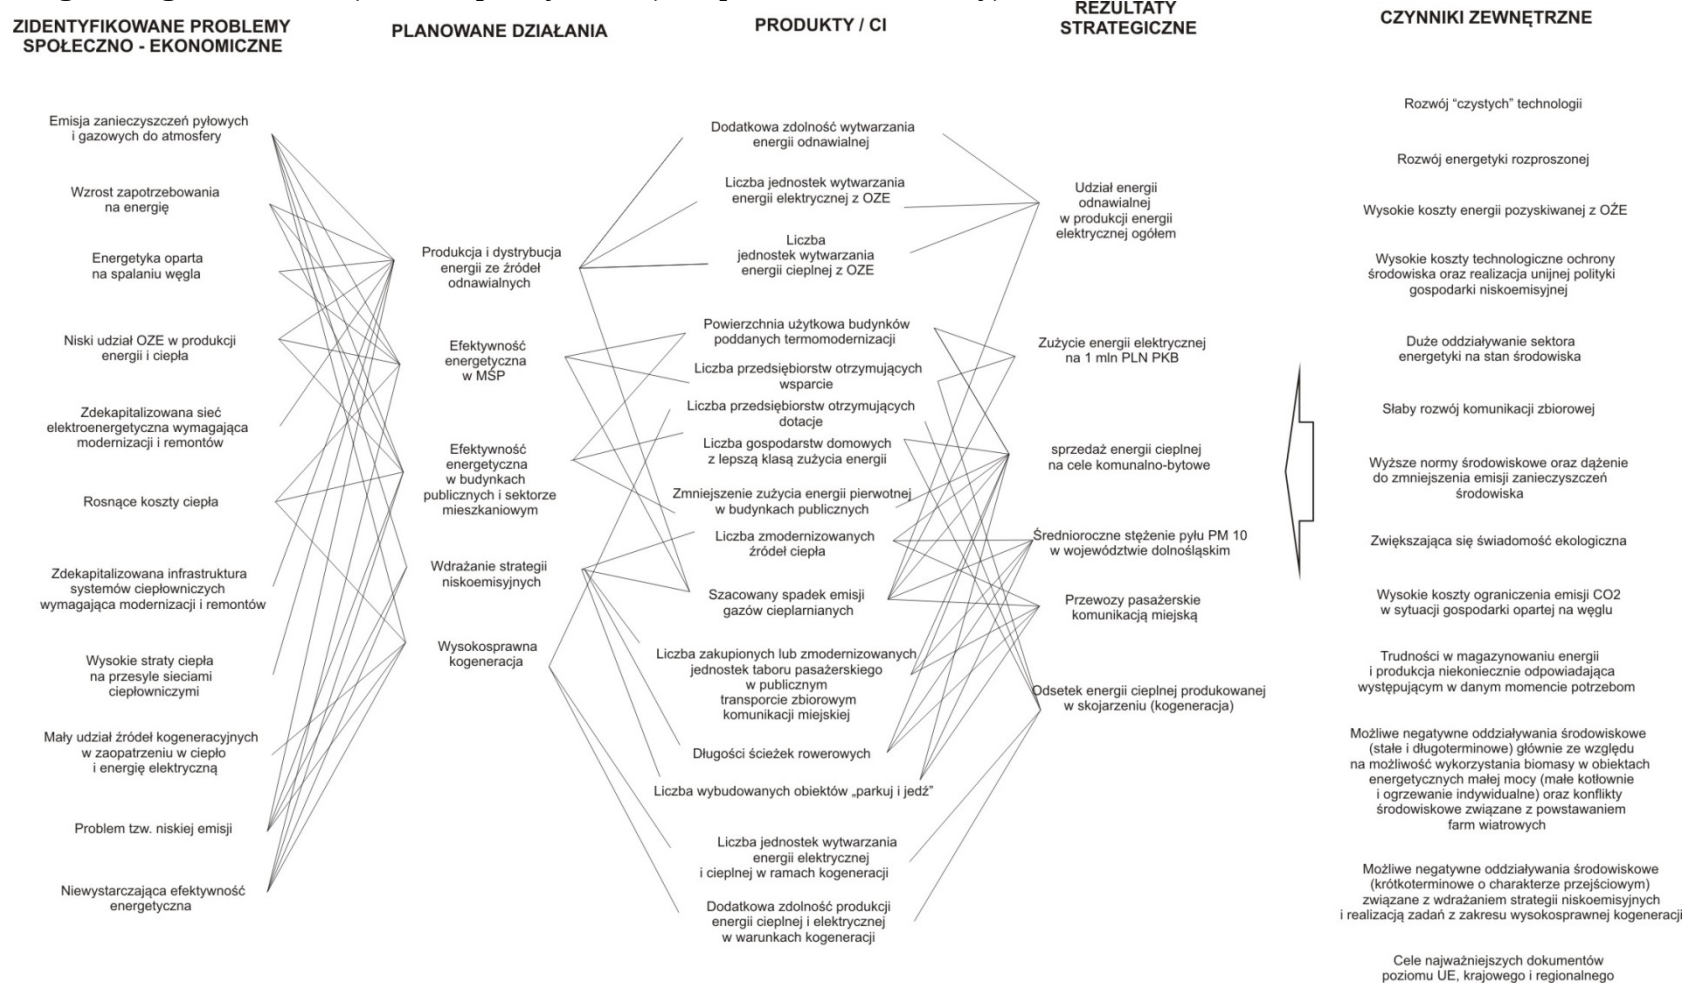 ZIDENTYFIKOWANE PROBLEMY
SPOŁECZNO - EKONOMICZNE
Emisja zanieczyszczeń pyłowych
i gazowych do atmosfery
Wzrost zapotrzebowania
na energię
Energetyka oparta
na spalaniu węgla
Niski udział OZE w produkcji
energii i ciepła
Zdekapitalizowana sieć
elektroenergetyczna wymagająca
modernizacji i remontów
Rosnące koszty ciepła
Zdekapitalizowana infrastruktura
systemów ciepłowniczych
wymagająca modernizacji i remontów
Wysokie straty ciepła
na przesyle sieciami
ciepłowniczymi
Mały udział źródeł kogeneracyjnych
w zaopatrzeniu w ciepło
i energię elektryczną
Problem tzw. niskiej emisji
Niewystarczająca efektywność
energetyczna
PLANOWANE DZIAŁANIA
Produkcja i dystrybucja
energii ze źródeł
odnawialnych
Efektywność
energetyczna
w MŚP
Efektywność
energetyczna
w budynkach
publicznych i sektorze
mieszkaniowym
Wdrażanie strategii
niskoemisyjnych
Wysokosprawna
kogeneracja
PRODUKTY / CI
Dodatkowa zdolność wytwarzania
energii odnawialnej
Liczba jednostek wytwarzania
energii elektrycznej z OZE
Liczba
jednostek wytwarzania
energii cieplnej z OZE
Powierzchnia użytkowa budynków
poddanych termomodernizacji
Liczba przedsiębiorstw otrzymujących
wsparcie
Liczba przedsiębiorstw otrzymujących
dotacje
Liczba gospodarstw domowych
z lepszą klasą zużycia energii
Zmniejszenie zużycia energii pierwotnej
w budynkach publicznych
Liczba zmodernizowanych
źródeł ciepła
Szacowany spadek emisji
gazów cieplarnianych
Liczba zakupionych lub zmodernizowanych
jednostek taboru pasażerskiego
w publicznym
transporcie zbiorowym
komunikacji miejskiej
Długości ścieżek rowerowych
Liczba wybudowanych obiektów „parkuj i jedź”
Liczba jednostek wytwarzania
energii elektrycznej
i cieplnej w ramach kogeneracji
Dodatkowa zdolność produkcji
energii cieplnej i elektrycznej
w warunkach kogeneracji
REZULTATY
STRATEGICZNE
Udział energii
odnawialnej
w produkcji energii
elektrycznej ogółem
Zużycie energii elektrycznej
na 1 mln PLN PKB
sprzedaż energii cieplnej
na cele komunalno-bytowe
Średnioroczne stężenie pyłu PM 10
w województwie dolnośląskim
Przewozy pasażerskie
komunikacją miejską
Odsetek energii cieplnej produkowanej
w skojarzeniu (kogeneracja)
CZYNNIKI ZEWNĘTRZNE
Rozwój “czystych” technologii
Rozwój energetyki rozproszonej
Wysokie koszty energii pozyskiwanej z OŹE
Wysokie koszty technologiczne ochrony
środowiska oraz realizacja unijnej polityki
gospodarki niskoemisyjnej
Duże oddziaływanie sektora
energetyki na stan środowiska
Słaby rozwój komunikacji zbiorowej
Wyższe normy środowiskowe oraz dążenie
do zmniejszenia emisji zanieczyszczeń
środowiska
Zwiększająca się świadomość ekologiczna
Wysokie koszty ograniczenia emisji CO2
w sytuacji gospodarki opartej na węglu
Trudności w magazynowaniu energii
i produkcja niekoniecznie odpowiadająca
występującym w danym momencie potrzebom
Możliwe negatywne oddziaływania środowiskowe
(stałe i długoterminowe) głównie ze względu
na możliwość wykorzystania biomasy w obiektach
energetycznych małej mocy (małe kotłownie
i ogrzewanie indywidualne) oraz konflikty
środowiskowe związane z powstawaniem
farm wiatrowych
Możliwe negatywne oddziaływania środowiskowe
(krótkoterminowe o charakterze przejściowym)
związane z wdrażaniem strategii niskoemisyjnych
i realizacją zadań z zakresu wysokosprawnej kogeneracji
Cele najważniejszych dokumentów
poziomu UE, krajowego i regionalnego